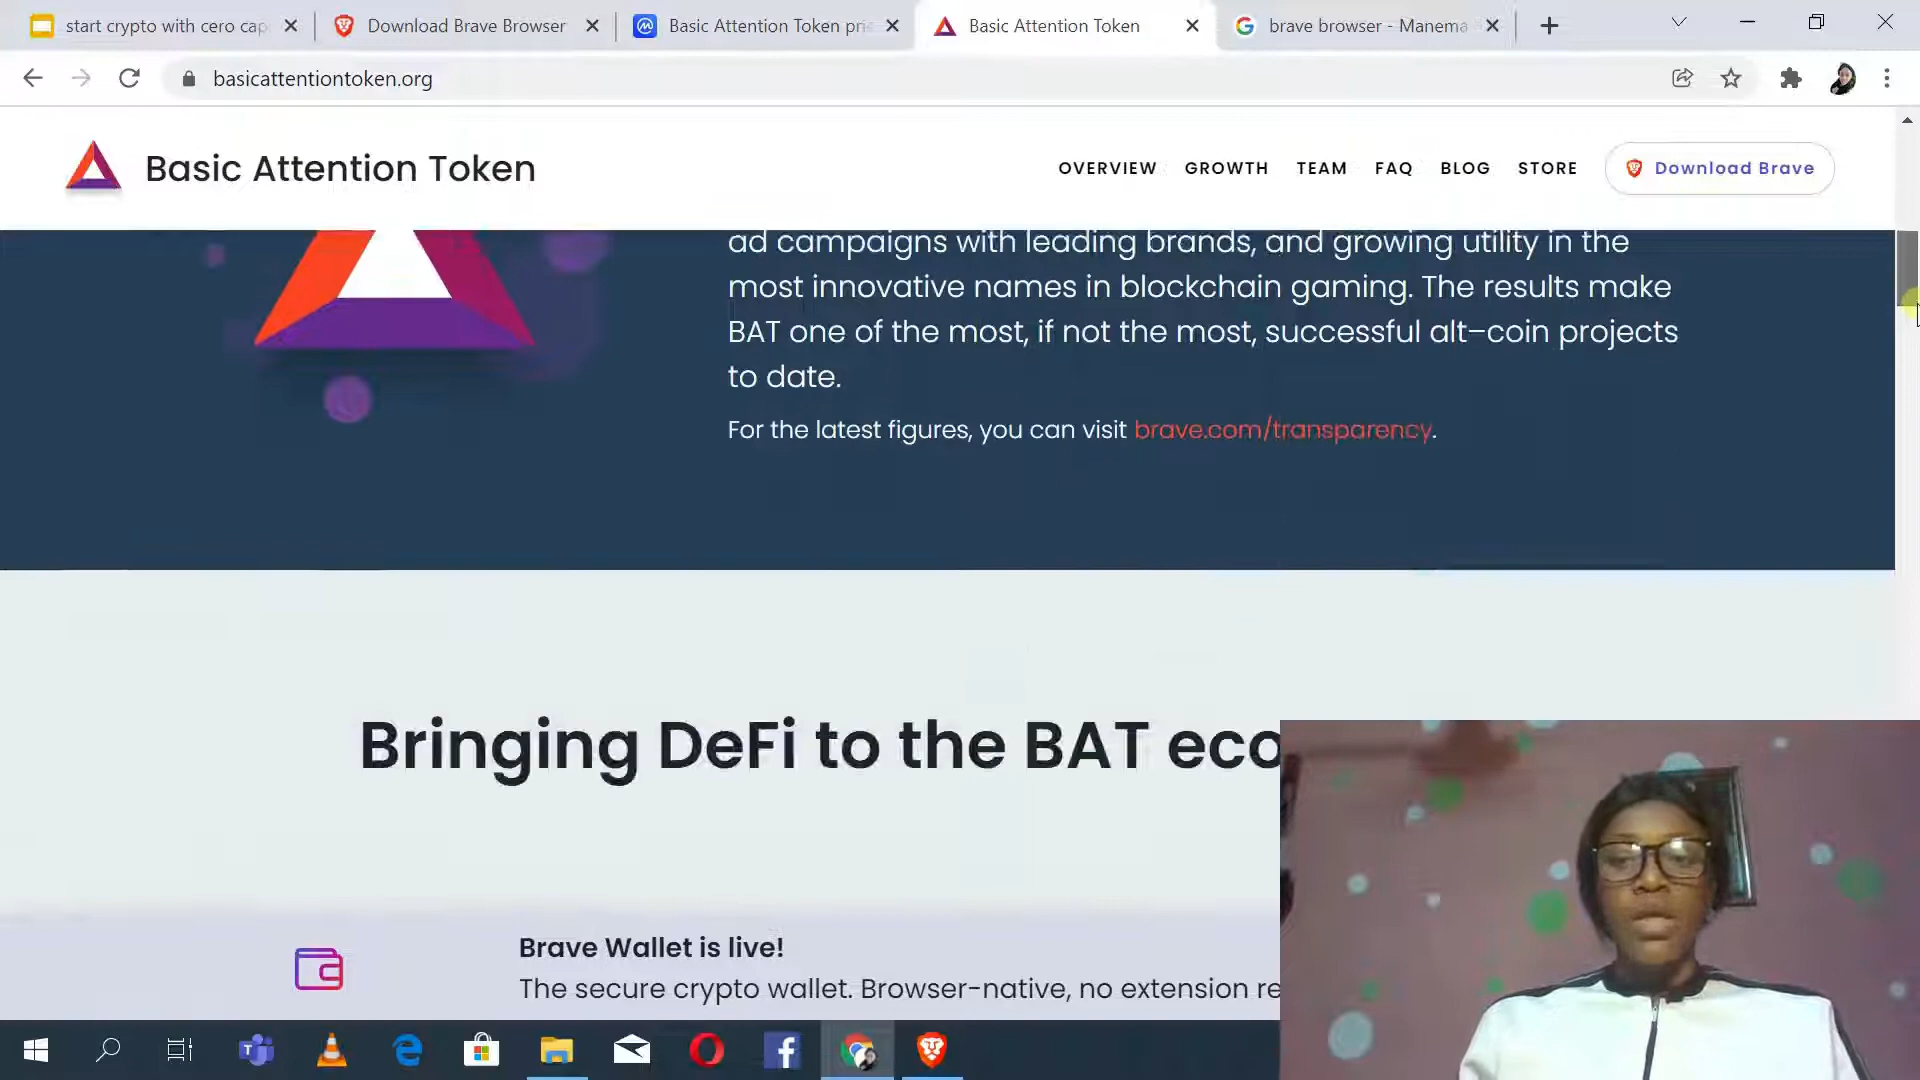 start crypto with cero cap
Download Brave Browser
Basic Attention Token pri
Basic Attention Token
brave browser - Manema
basicattentiontoken.org
Basic Attention Token
OVERVIEW GROWTH TEAM FAQ BLOG STORE Download Brave
ad campaigns with leading brands, and growing utility in the
most innovative names in blockchain gaming. The results make
BAT one of the most, if not the most, successful alt–coin projects
to date.
For the latest figures, you can visit brave.com/transparency.
Bringing DeFi to the BAT eco
Brave Wallet is live!
The secure crypto wallet. Browser-native, no extension re